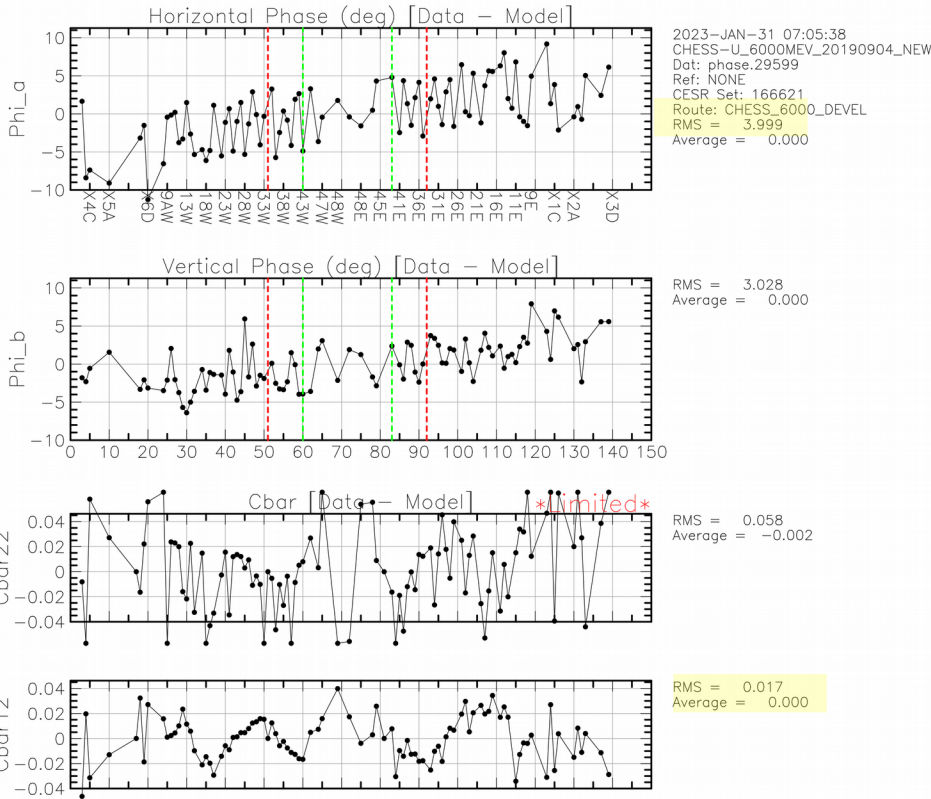 Horizontal Phase (deg) [Data - Model]
10
5
0
-5
-10
Phi_a
X4C X5A X6D 9AW 13W 18W 23W 28W 33W 38W 43W 47W 48W 48E 45E 41E 36E 31E 26E 21E 16E 11E 9E X1C X2A X3D
2023-JAN-31 07:05:38
CHESS-U_6000MEV_20190904_NEW
Dat: phase.29599
Ref: NONE
CESR Set: 166621
Route: CHESS_6000_DEVEL
RMS = 3.999
Average = 0.000
Vertical Phase (deg) [Data - Model]
10
5
0
-5
-10
Phi_b
0 10 20 30 40 50 60 70 80 90 100 110 120 130 140 150
RMS = 3.028
Average = 0.000
Cbar [Data - Model]
*Limited*
0.04
0.02
0
-0.02
-0.04
Cbar22
RMS = 0.058
Average = -0.002
0.04
0.02
0
-0.02
-0.04
Cbar12
RMS = 0.017
Average = 0.000